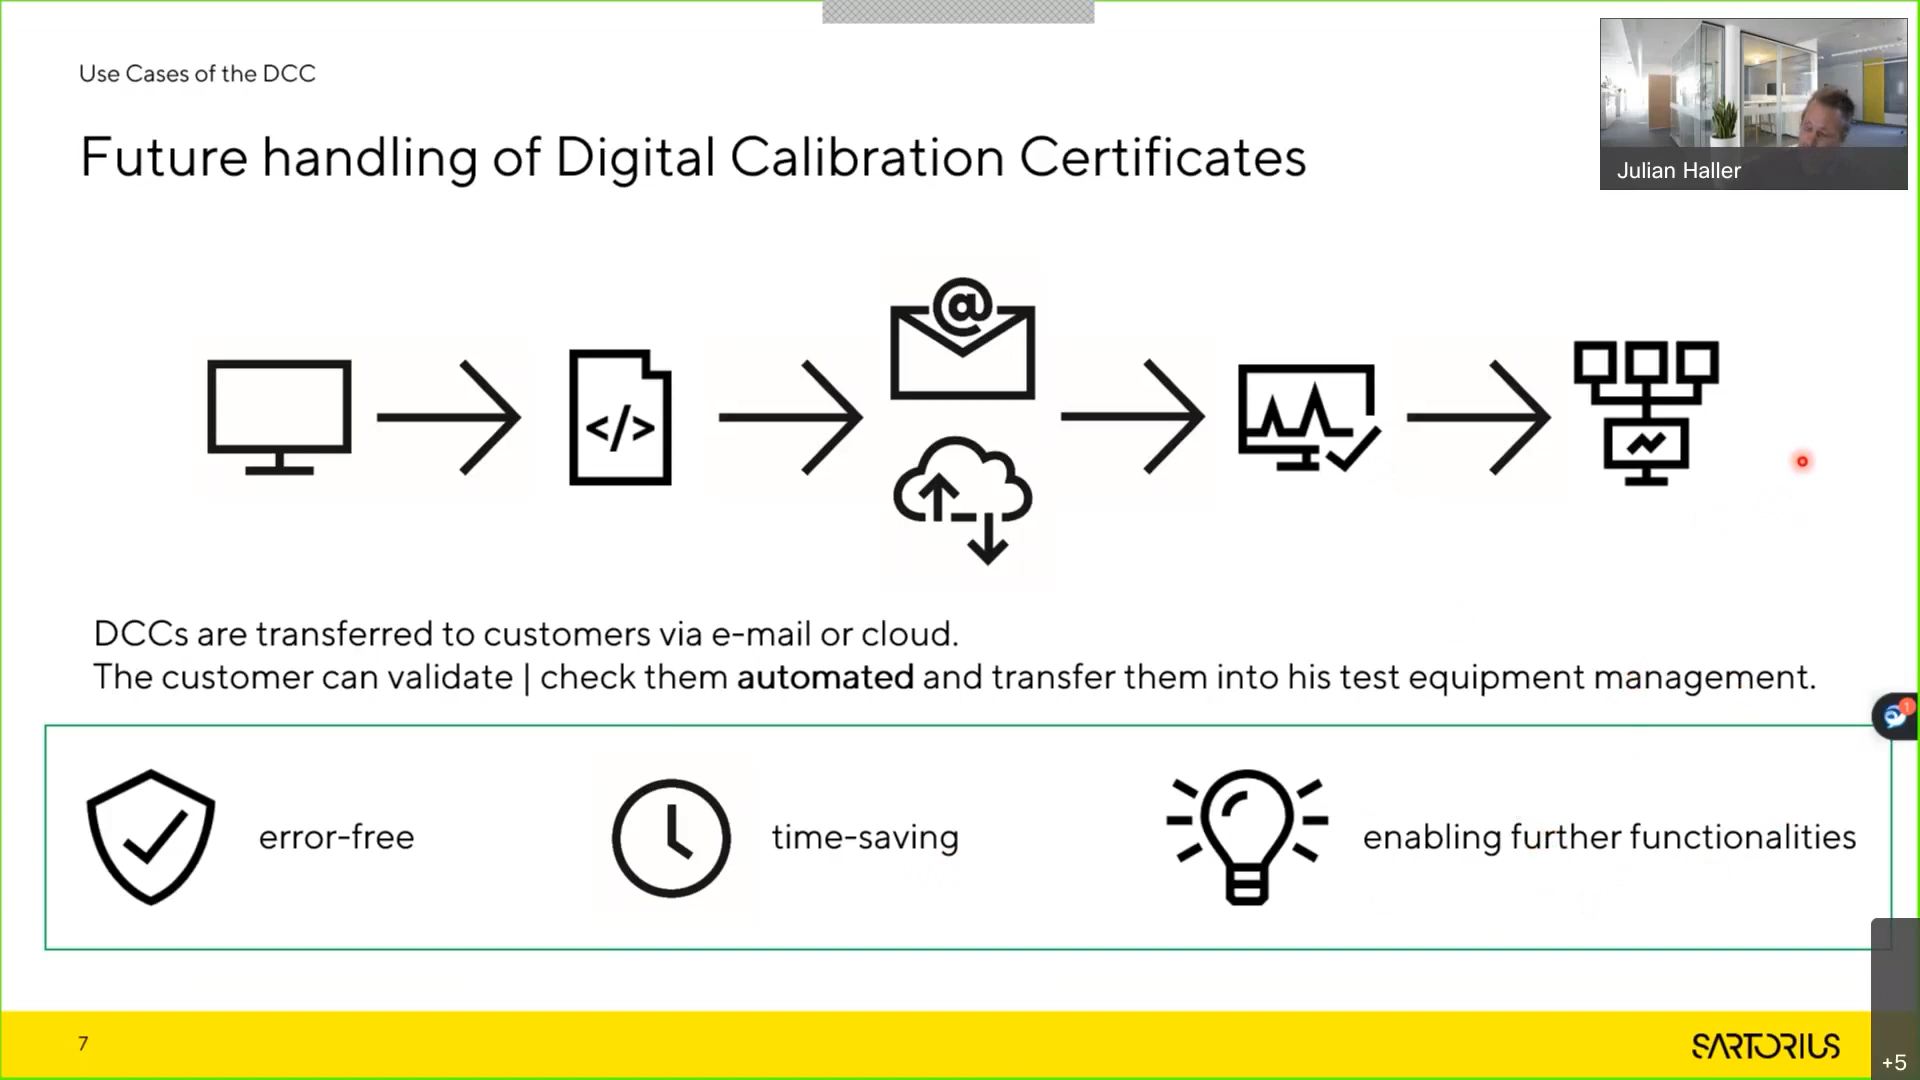 Use Cases of the DCC
Future handling of Digital Calibration Certificates
Julian Haller
@
</>
DCCs are transferred to customers via e-mail or cloud.
The customer can validate | check them automated and transfer them into his test equipment management.
1
error-free
time-saving
enabling further functionalities
7
SARTORIUS
+5